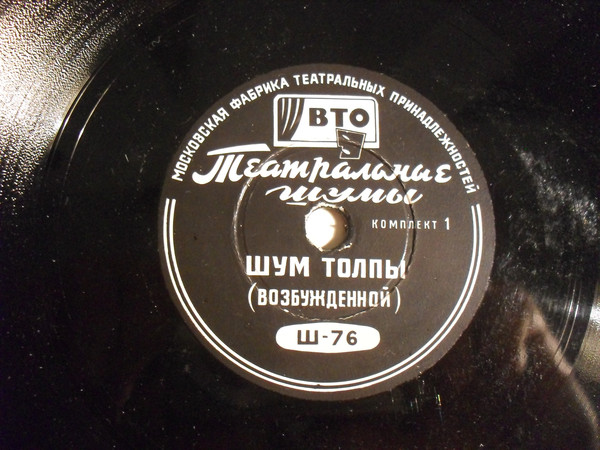 МОСКОВСКАЯ ФАБРИКА ТЕАТРАЛЬНЫХ ПРИНАДЛЕЖНОСТЕЙ
ВТО
Театральные
шумы
КОМПЛЕКТ 1
ШУМ ТОЛПЫ
(ВОЗБУЖДЕННОЙ)
Ш-76